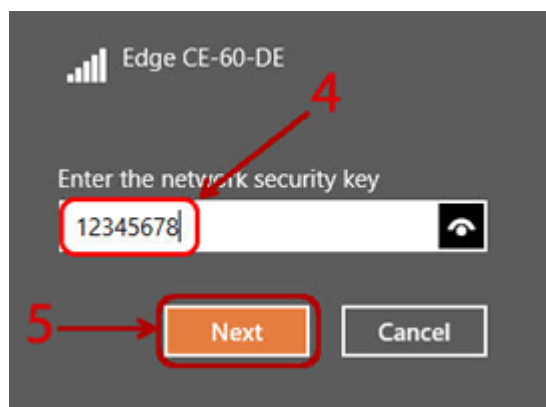 Edge CE-60-DE
4
Enter the network security key
12345678
5
Next
Cancel